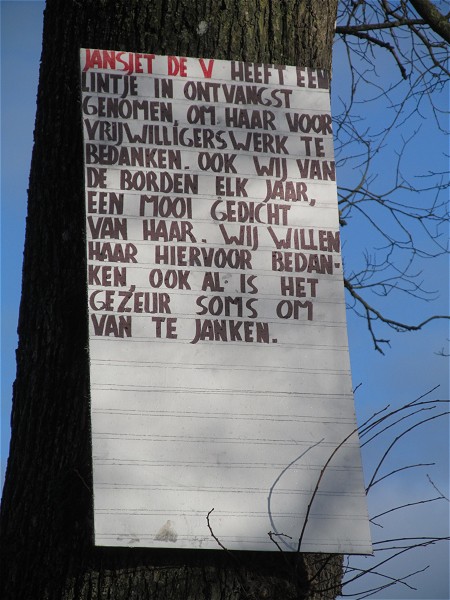 JANSJET DE V HEEFT EEN
LINTJE IN ONTVANGST
GENOMEN, OM HAAR VOOR
VRIJWILLIGERSWERK TE
BEDANKEN. OOK WIJ VAN
DE BORDEN ELK JAAR,
EEN MOOI GEDICHT
VAN HAAR. WIJ WILLEN
HAAR HIERVOOR BEDAN-
KEN, OOK AL IS HET
GEZEUR SOMS OM
VAN TE JANKEN.